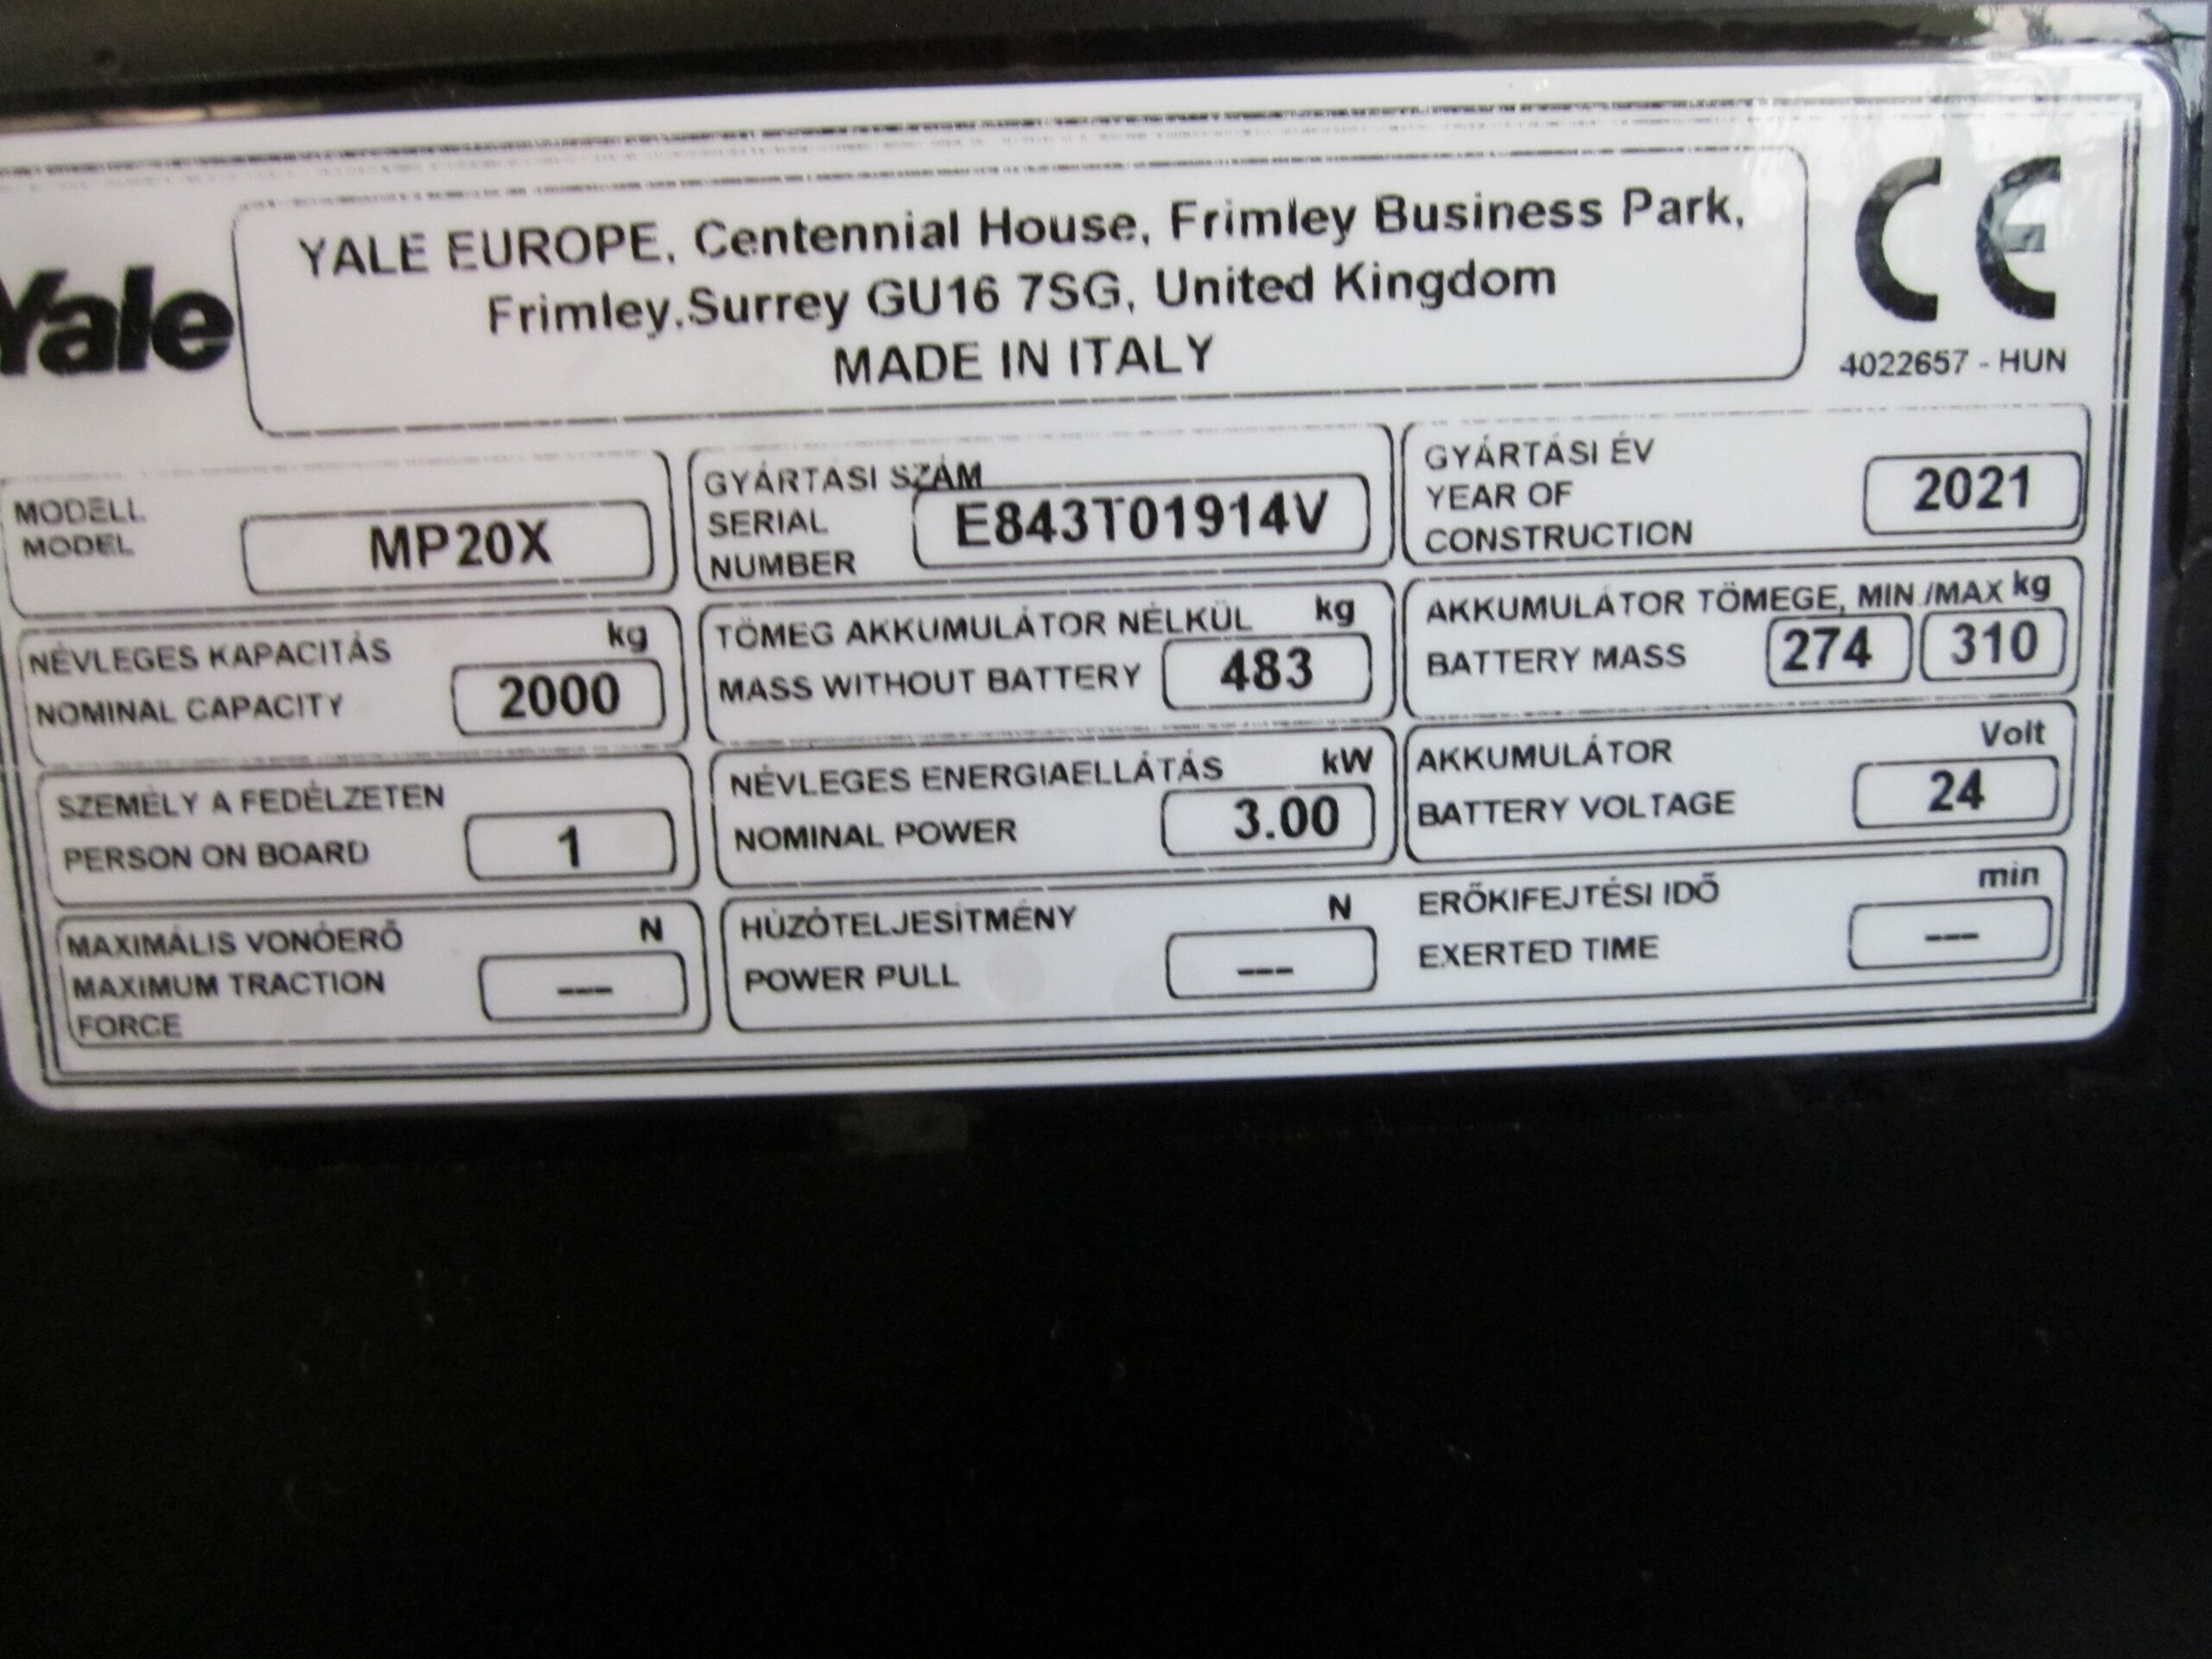 Yale
YALE EUROPE, Centennial House, Frimley Business Park,
Frimley.Surrey GU16 7SG, United Kingdom
MADE IN ITALY
CE
4022657 - HUN
MODELL
MODEL
MP20X
GYÁRTÁSI SZÁM
SERIAL
NUMBER
E843T01914V
GYÁRTÁSI ÉV
YEAR OF
CONSTRUCTION
2021
NÉVLEGES KAPACITÁS kg
NOMINAL CAPACITY 2000
TÖMEG AKKUMULÁTOR NÉLKÜL kg
MASS WITHOUT BATTERY 483
AKKUMULÁTOR TÖMEGE, MIN./MAX kg
BATTERY MASS 274 310
SZEMÉLY A FEDÉLZETEN
PERSON ON BOARD 1
NÉVLEGES ENERGIAELLÁTÁS kW
NOMINAL POWER 3.00
AKKUMULÁTOR Volt
BATTERY VOLTAGE 24
MAXIMÁLIS VONÓERŐ N
MAXIMUM TRACTION
FORCE
---
HÚZÓTELJESÍTMÉNY N
POWER PULL ---
ERŐKIFEJTÉSI IDŐ min
EXERTED TIME ---